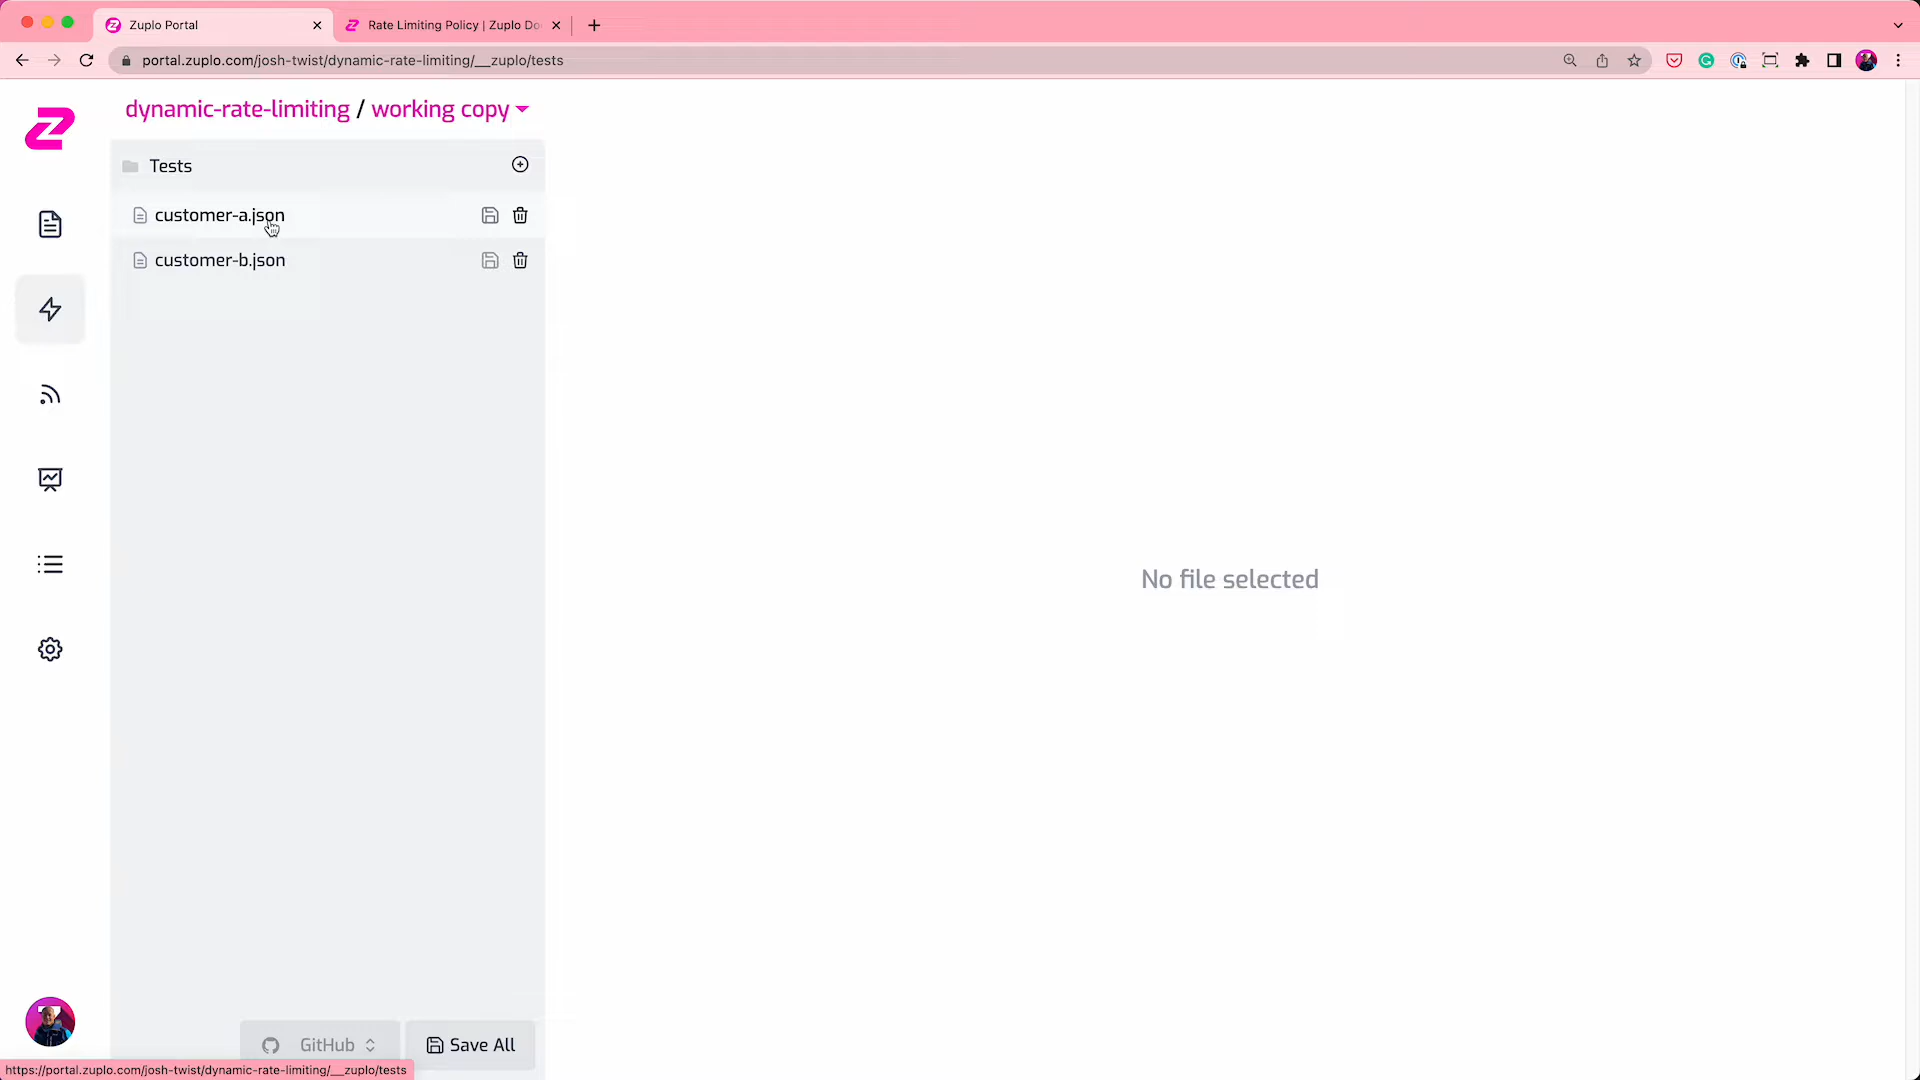 Zuplo Portal
Rate Limiting Policy | Zuplo Do
portal.zuplo.com/josh-twist/dynamic-rate-limiting/__zuplo/tests
dynamic-rate-limiting / working copy
Tests
customer-a.json
customer-b.json
No file selected
GitHub
Save All
https://portal.zuplo.com/josh-twist/dynamic-rate-limiting/__zuplo/tests